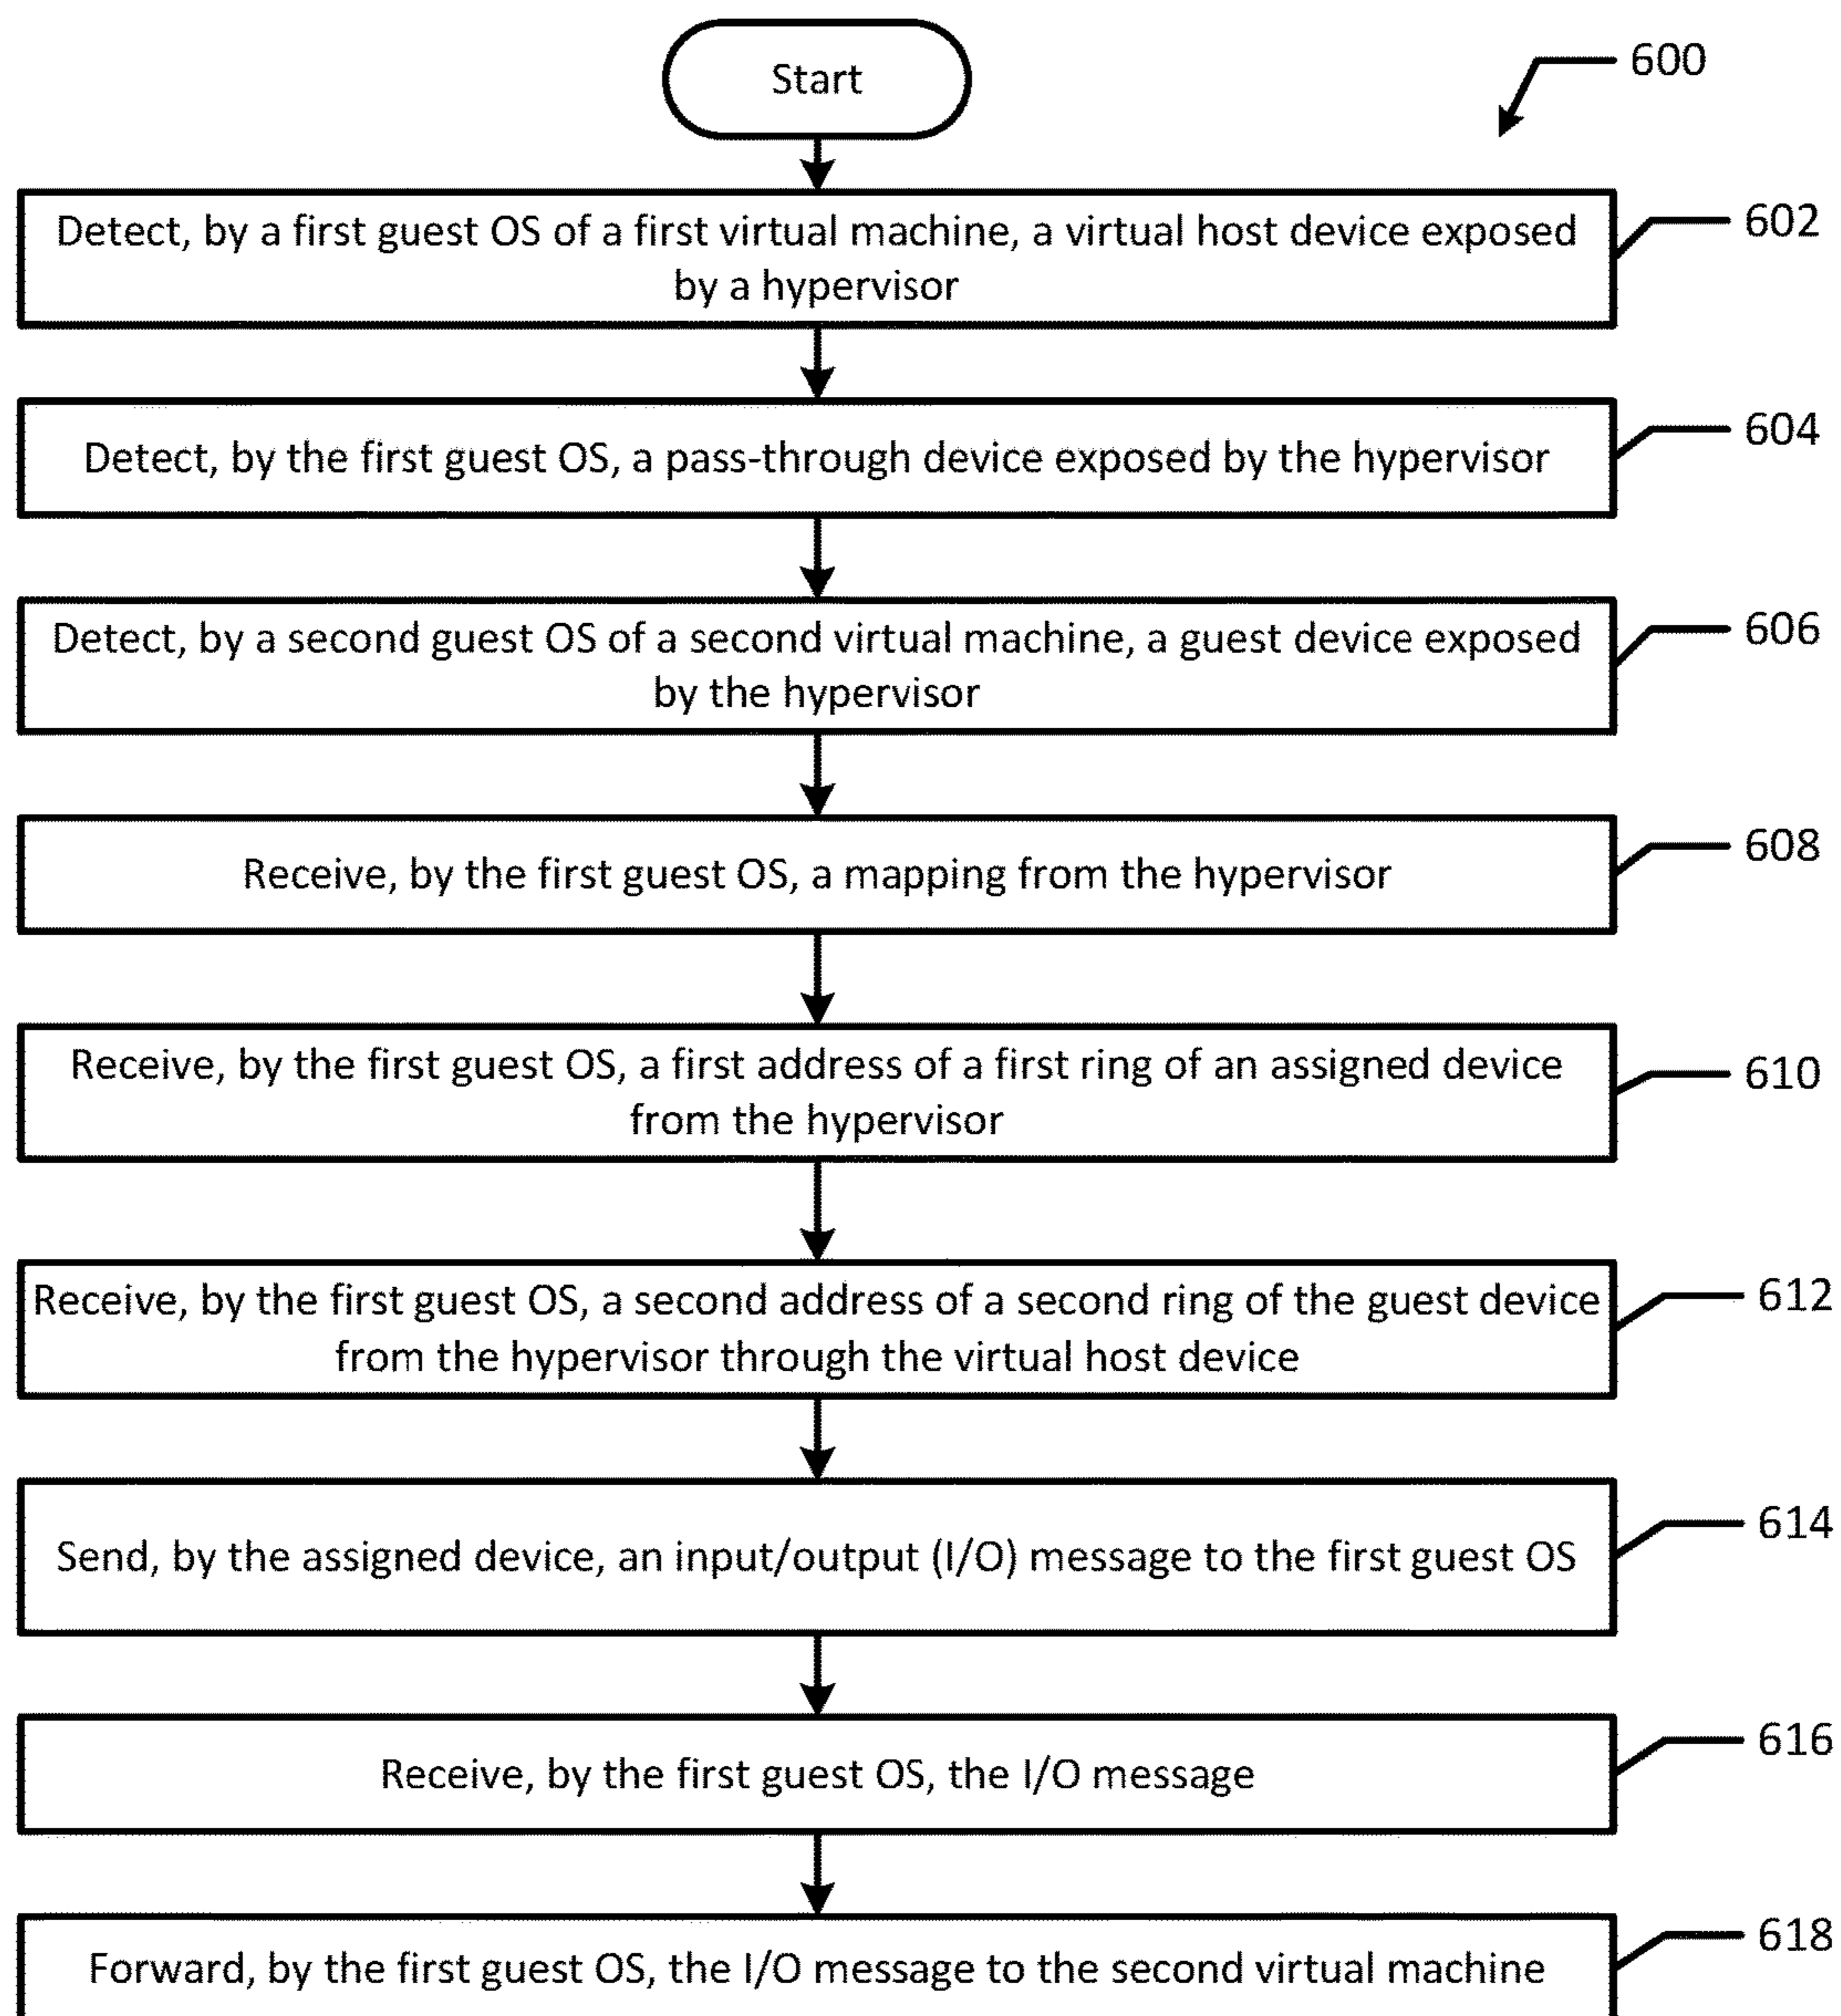 Start
600
Detect, by a first guest OS of a first virtual machine, a virtual host device exposed
by a hypervisor
602
Detect, by the first guest OS, a pass-through device exposed by the hypervisor
604
Detect, by a second guest OS of a second virtual machine, a guest device exposed
by the hypervisor
606
Receive, by the first guest OS, a mapping from the hypervisor
608
Receive, by the first guest OS, a first address of a first ring of an assigned device
from the hypervisor
610
Receive, by the first guest OS, a second address of a second ring of the guest device
from the hypervisor through the virtual host device
612
Send, by the assigned device, an input/output (I/O) message to the first guest OS
614
Receive, by the first guest OS, the I/O message
616
Forward, by the first guest OS, the I/O message to the second virtual machine
618